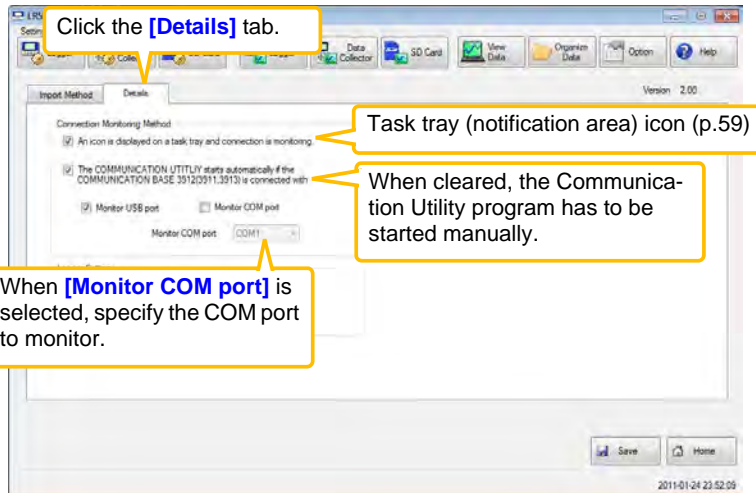 LR5
Click the [Details] tab.
Collec
Data
Collector
SD Card
View
Data
Organize
Data
Option
Help
Import Method
Details
Version 2.00
Connection Monitoring Method
An icon is displayed on a task tray and connection is monitoring.
Task tray (notification area) icon (p.59)
The COMMUNICATION UTITLIY starts automatically if the
COMMUNICATION BASE 3912(3911,3913) is connected with
When cleared, the Communica-
tion Utility program has to be
started manually.
Monitor USB port
Monitor COM port
Monitor COM port
COM1
When [Monitor COM port] is
selected, specify the COM port
to monitor.
Save
Home
2011-01-24 23:52:09